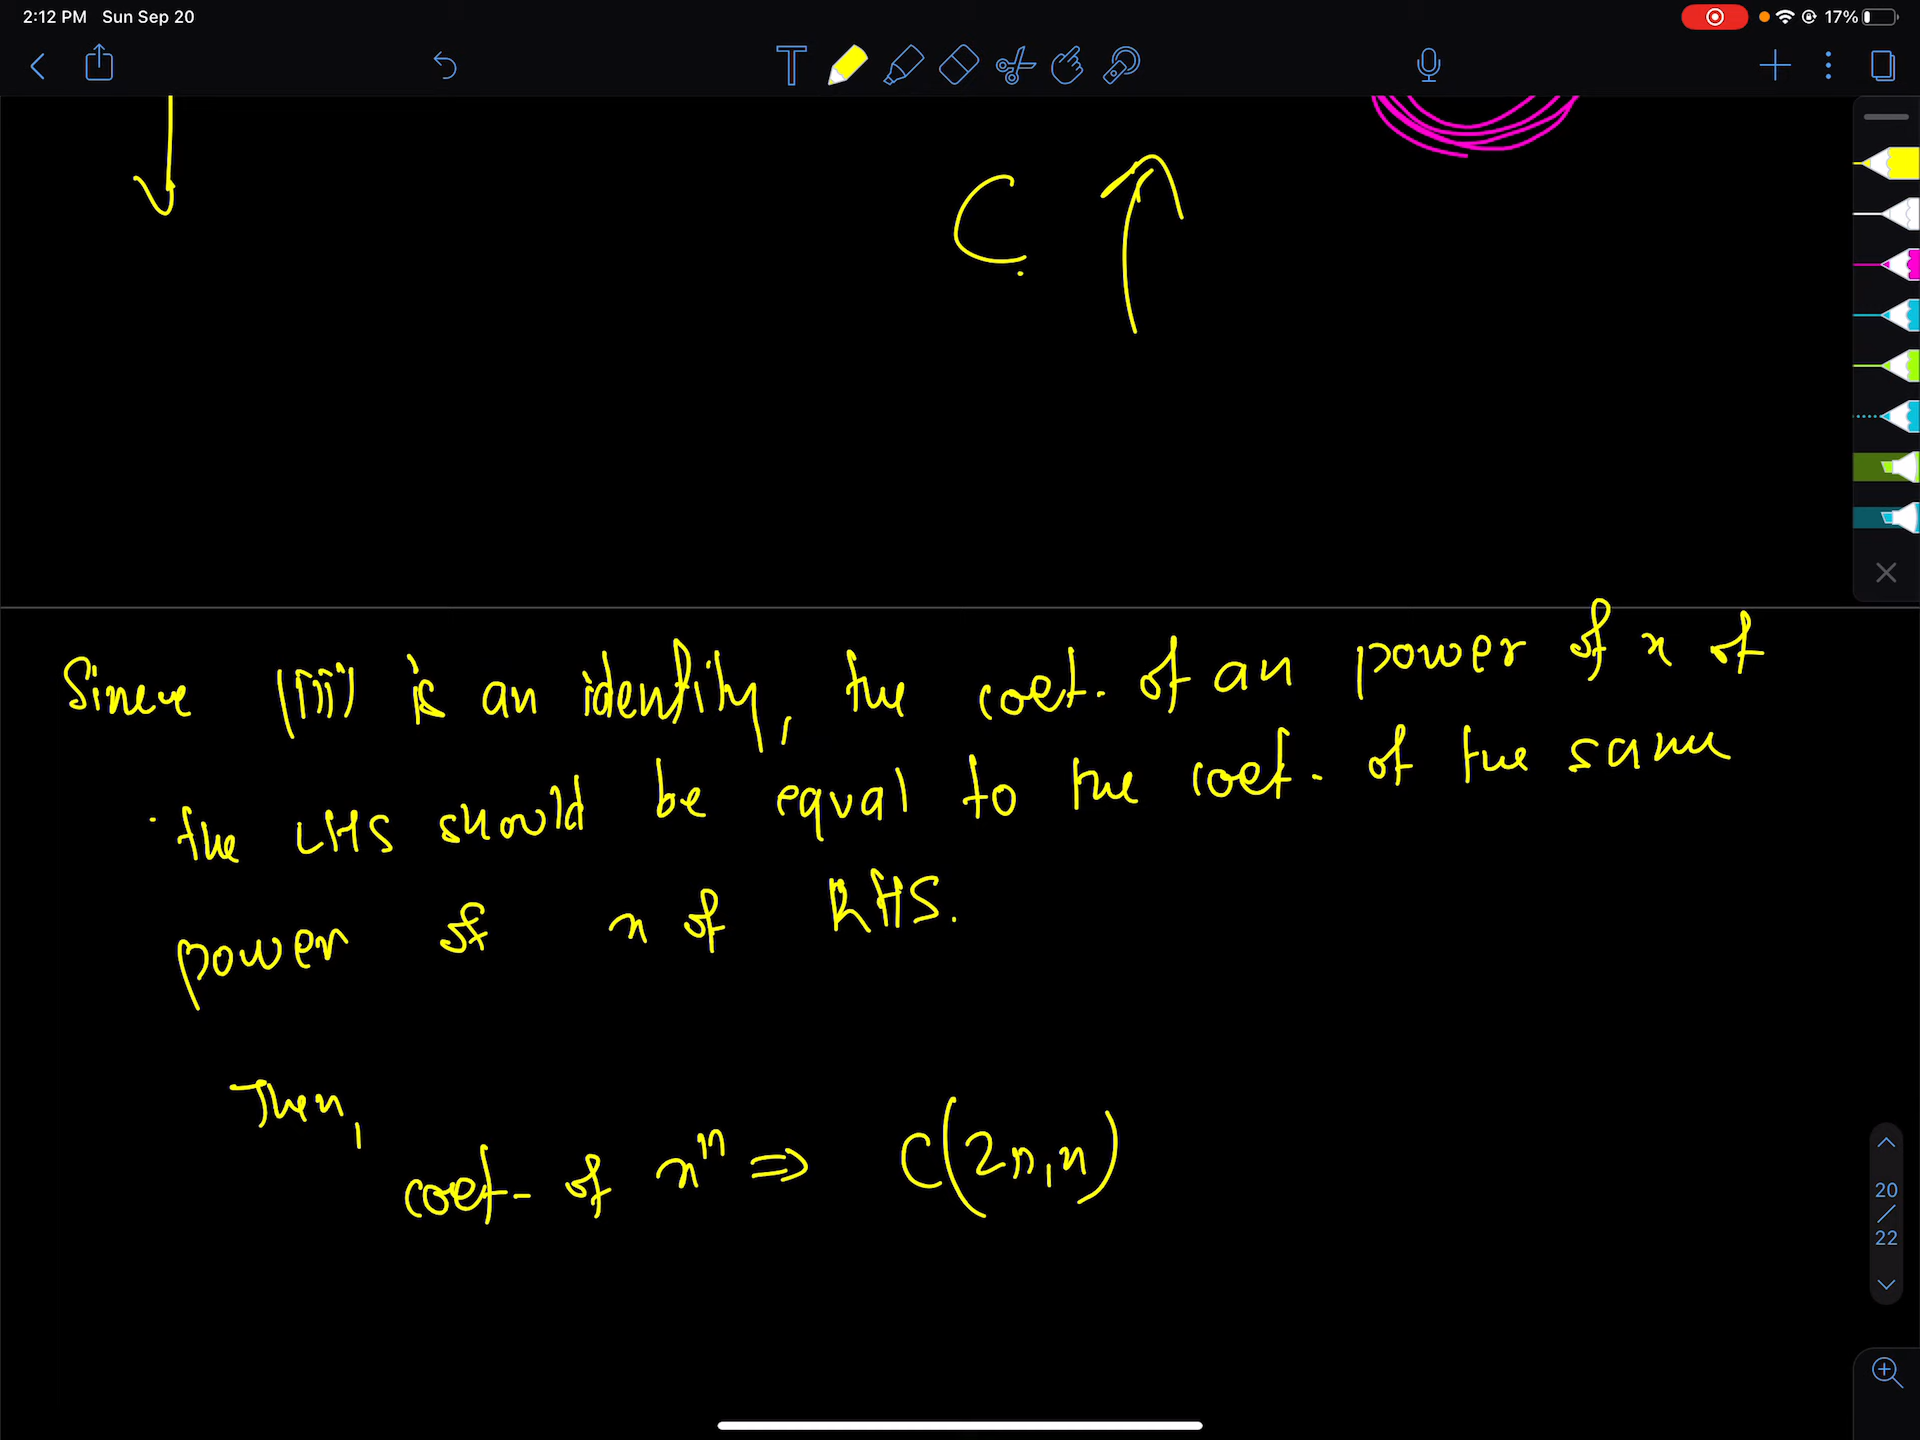 2:12 PM Sun Sep 20
17%
T
C
Since (iii) is an identity, the coef. of an power of x of
the LHS should be equal to the coef. of the same
power of x of RHS.
Then,
coef. of xⁿ ⇒ C(2n,n)
20
/
22